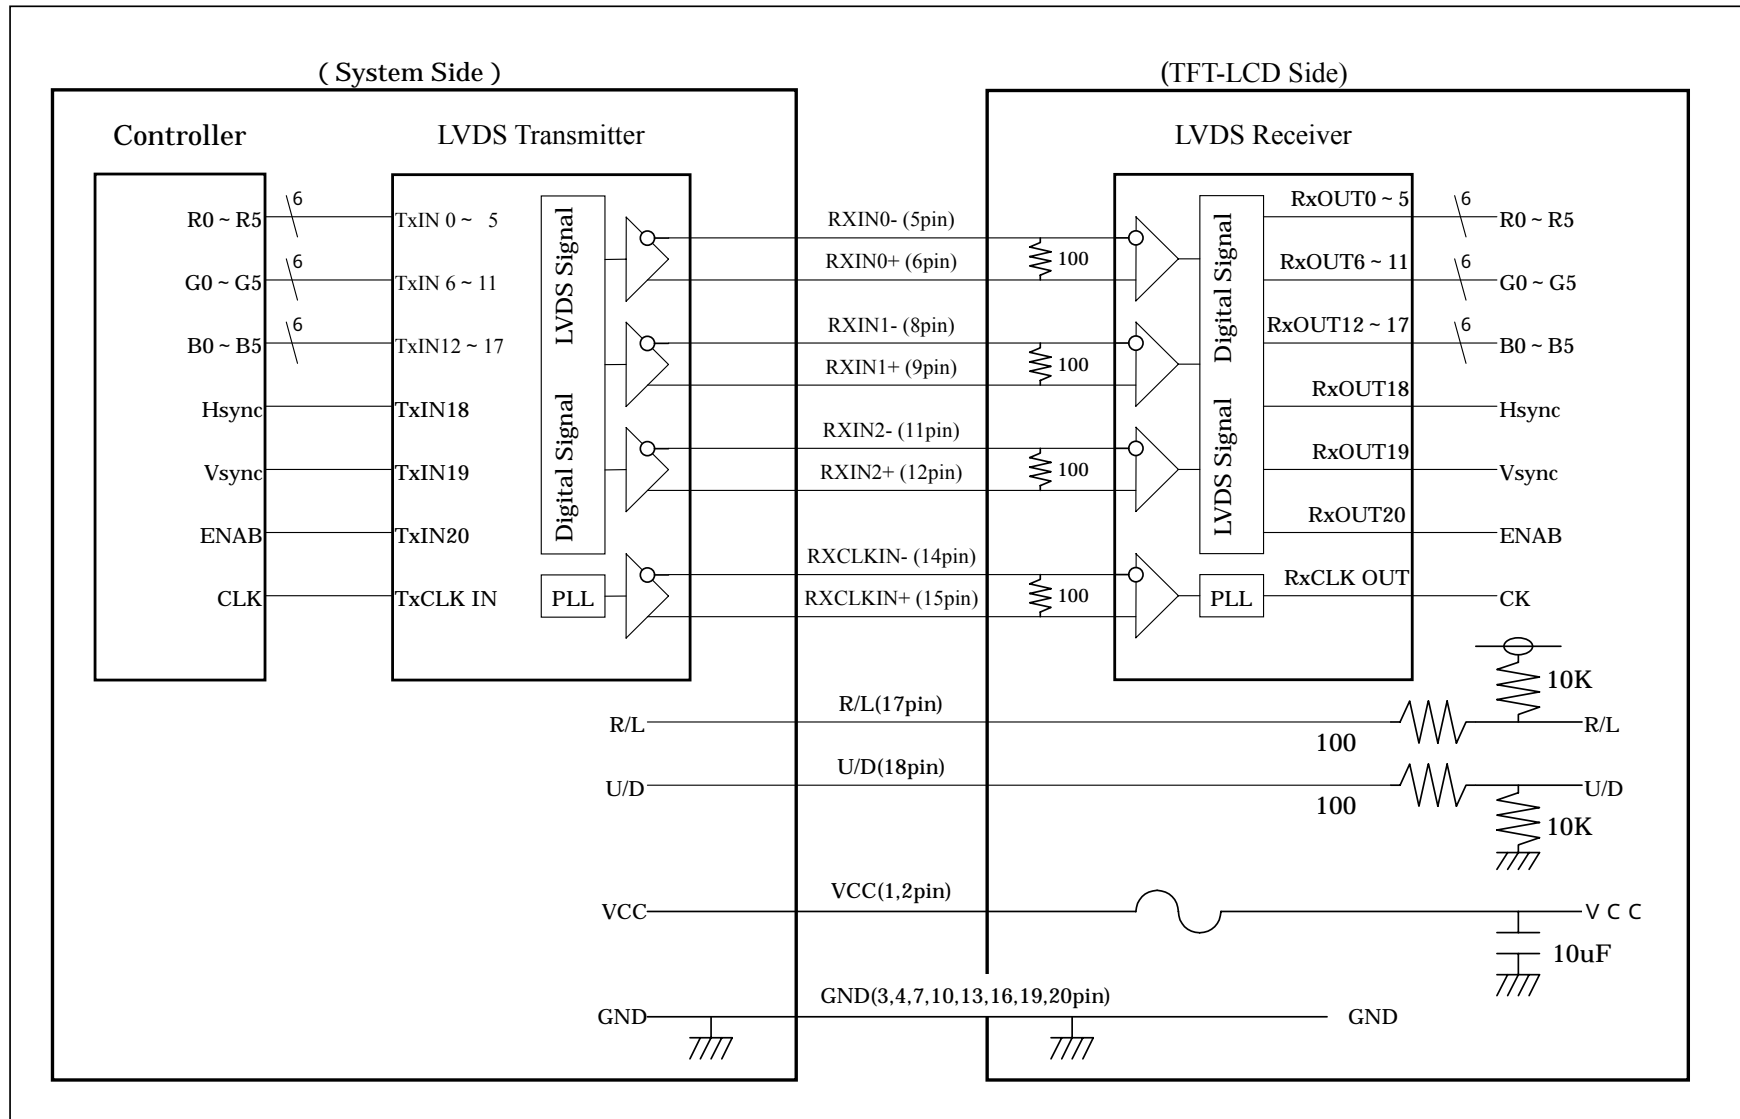 ( System Side )
(TFT-LCD Side)
Controller
LVDS Transmitter
LVDS Receiver
R0 ~ R5
6
TxIN 0 ~ 5
G0 ~ G5
6
TxIN 6 ~ 11
B0 ~ B5
6
TxIN12 ~ 17
Hsync
TxIN18
Vsync
TxIN19
ENAB
TxIN20
CLK
TxCLK IN
Digital Signal
LVDS Signal
PLL
RXIN0- (5pin)
RXIN0+ (6pin)
100
RXIN1- (8pin)
RXIN1+ (9pin)
100
RXIN2- (11pin)
RXIN2+ (12pin)
100
RXCLKIN- (14pin)
RXCLKIN+ (15pin)
100
LVDS Signal
Digital Signal
PLL
RxOUT0 ~ 5
6
R0 ~ R5
RxOUT6 ~ 11
6
G0 ~ G5
RxOUT12 ~ 17
6
B0 ~ B5
RxOUT18
Hsync
RxOUT19
Vsync
RxOUT20
ENAB
RxCLK OUT
CK
10K
R/L
R/L(17pin)
100
R/L
U/D
U/D(18pin)
100
U/D
10K
VCC
VCC(1,2pin)
VCC
10uF
GND
GND(3,4,7,10,13,16,19,20pin)
GND